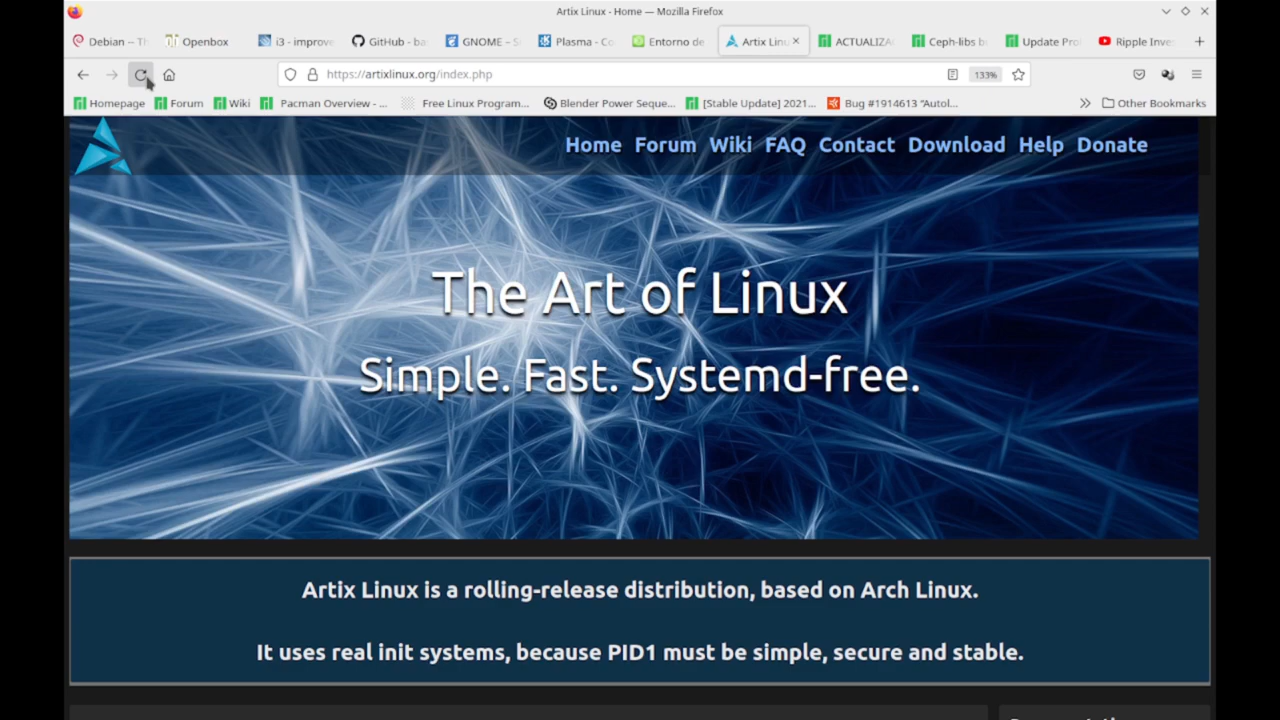 Artix Linux - Home — Mozilla Firefox
Debian -- Th
Openbox
i3 - improve
GitHub - ba
GNOME – S
Plasma - Co
Entorno de
Artix Linu
ACTUALIZA
Ceph-libs b
Update Pro
Ripple Inve
https://artixlinux.org/index.php
133%
Homepage
Forum
Wiki
Pacman Overview - ...
Free Linux Program...
Blender Power Seque...
[Stable Update] 2021...
Bug #1914613 “Autol...
Other Bookmarks
Home Forum Wiki FAQ Contact Download Help Donate
The Art of Linux
Simple. Fast. Systemd-free.
Artix Linux is a rolling-release distribution, based on Arch Linux.
It uses real init systems, because PID1 must be simple, secure and stable.